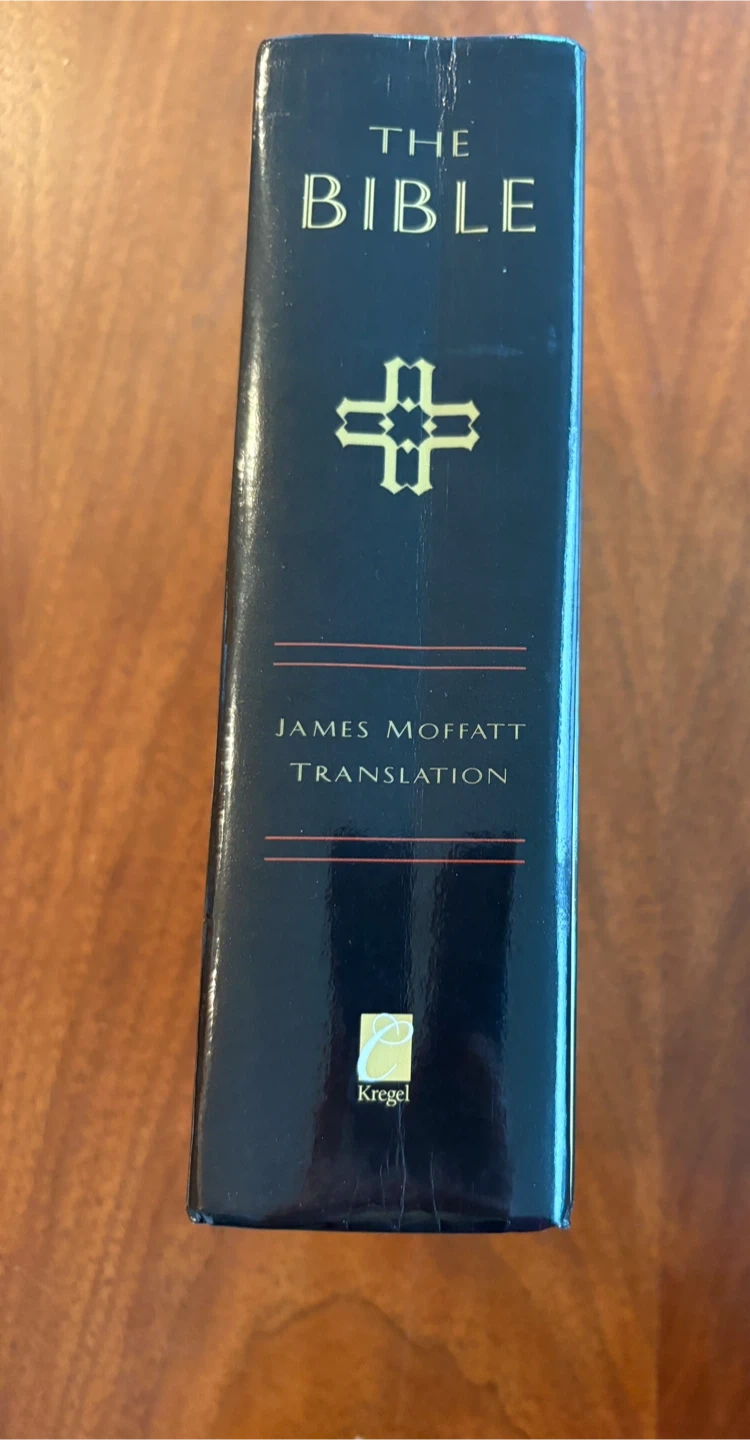 THE
BIBLE
JAMES MOFFATT
TRANSLATION
Kregel